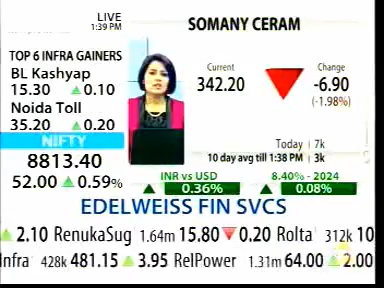 LIVE
1:39 PM
SOMANY CERAM
TOP 6 INFRA GAINERS
BL Kashyap
15.30 0.10
Noida Toll
35.20 0.20
Current
342.20
Change
-6.90
(-1.98%)
NIFTY
8813.40
52.00 0.59%
Today 7k
10 day avg till 1:38 PM 3k
INR vs USD
0.36%
8.40% - 2024
0.08%
EDELWEISS FIN SVCS
2.10 RenukaSug 1.64m 15.80 0.20 Rolta 312k 10
Infra 428k 481.15 3.95 RelPower 1.31m 64.00 2.00